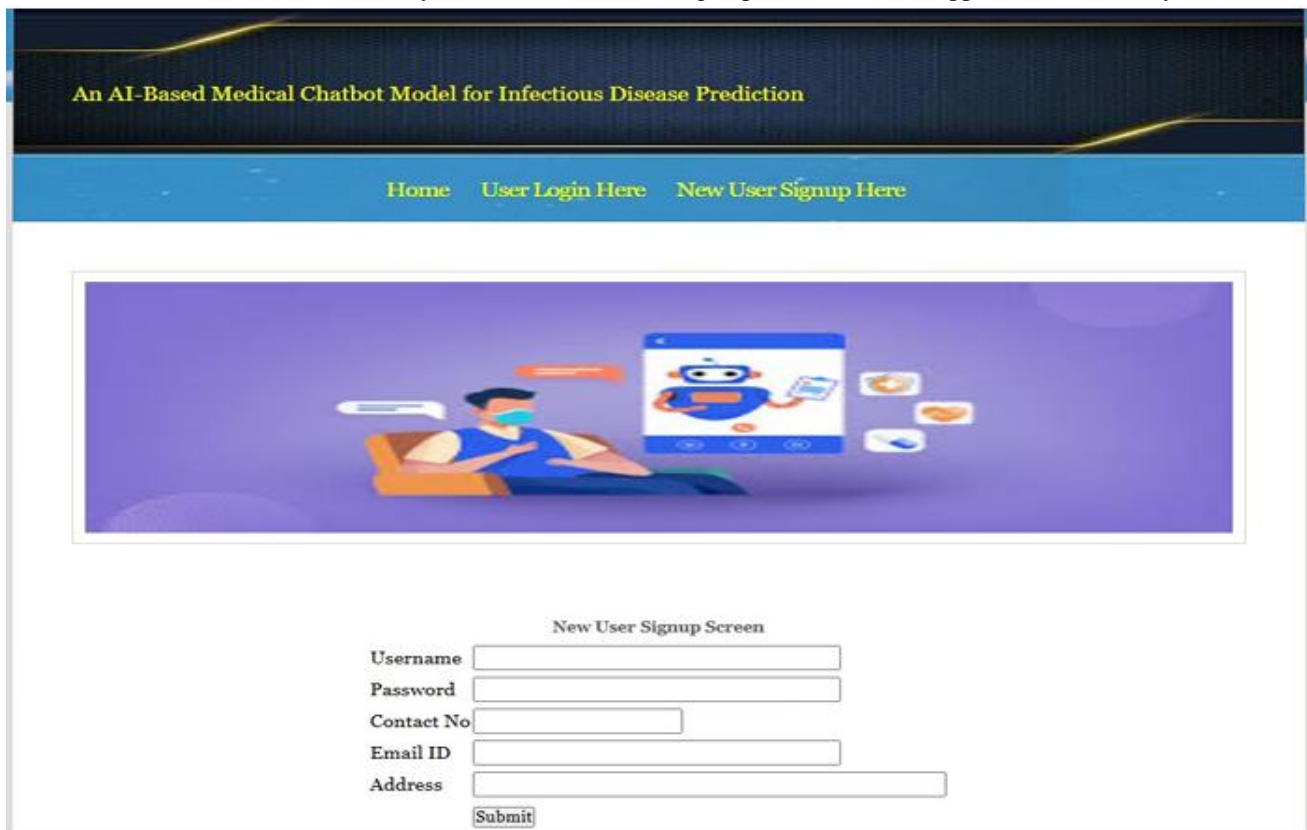 An AI-Based Medical Chatbot Model for Infectious Disease Prediction
Home User Login Here New User Signup Here
New User Signup Screen
Username
Password
Contact No
Email ID
Address
Submit